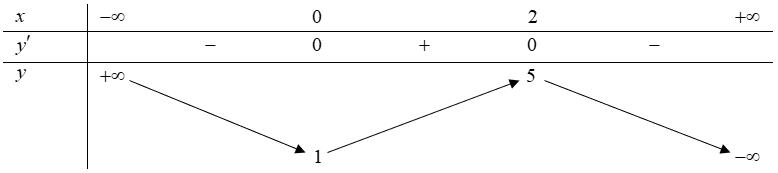 x −∞ 0 2 +∞
y′ − 0 + 0 −
y +∞ 5
1 −∞